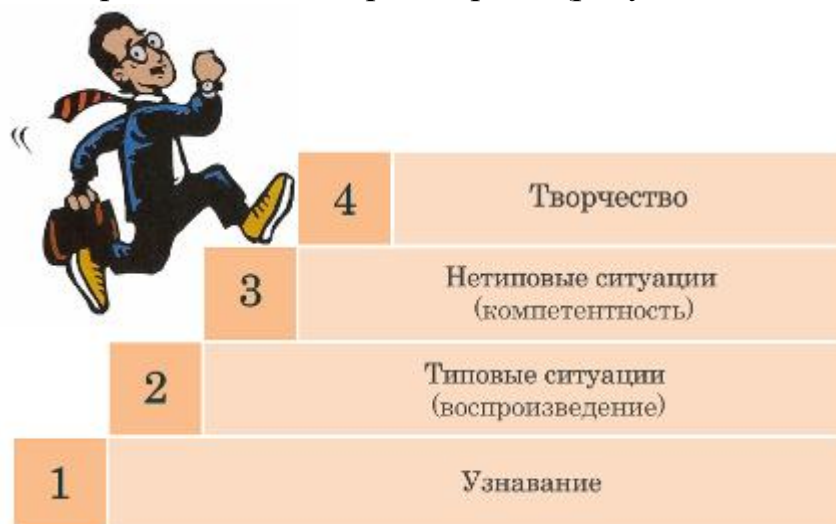 4 Творчество
3 Нетиповые ситуации
(компетентность)
2 Типовые ситуации
(воспроизведение)
1 Узнавание